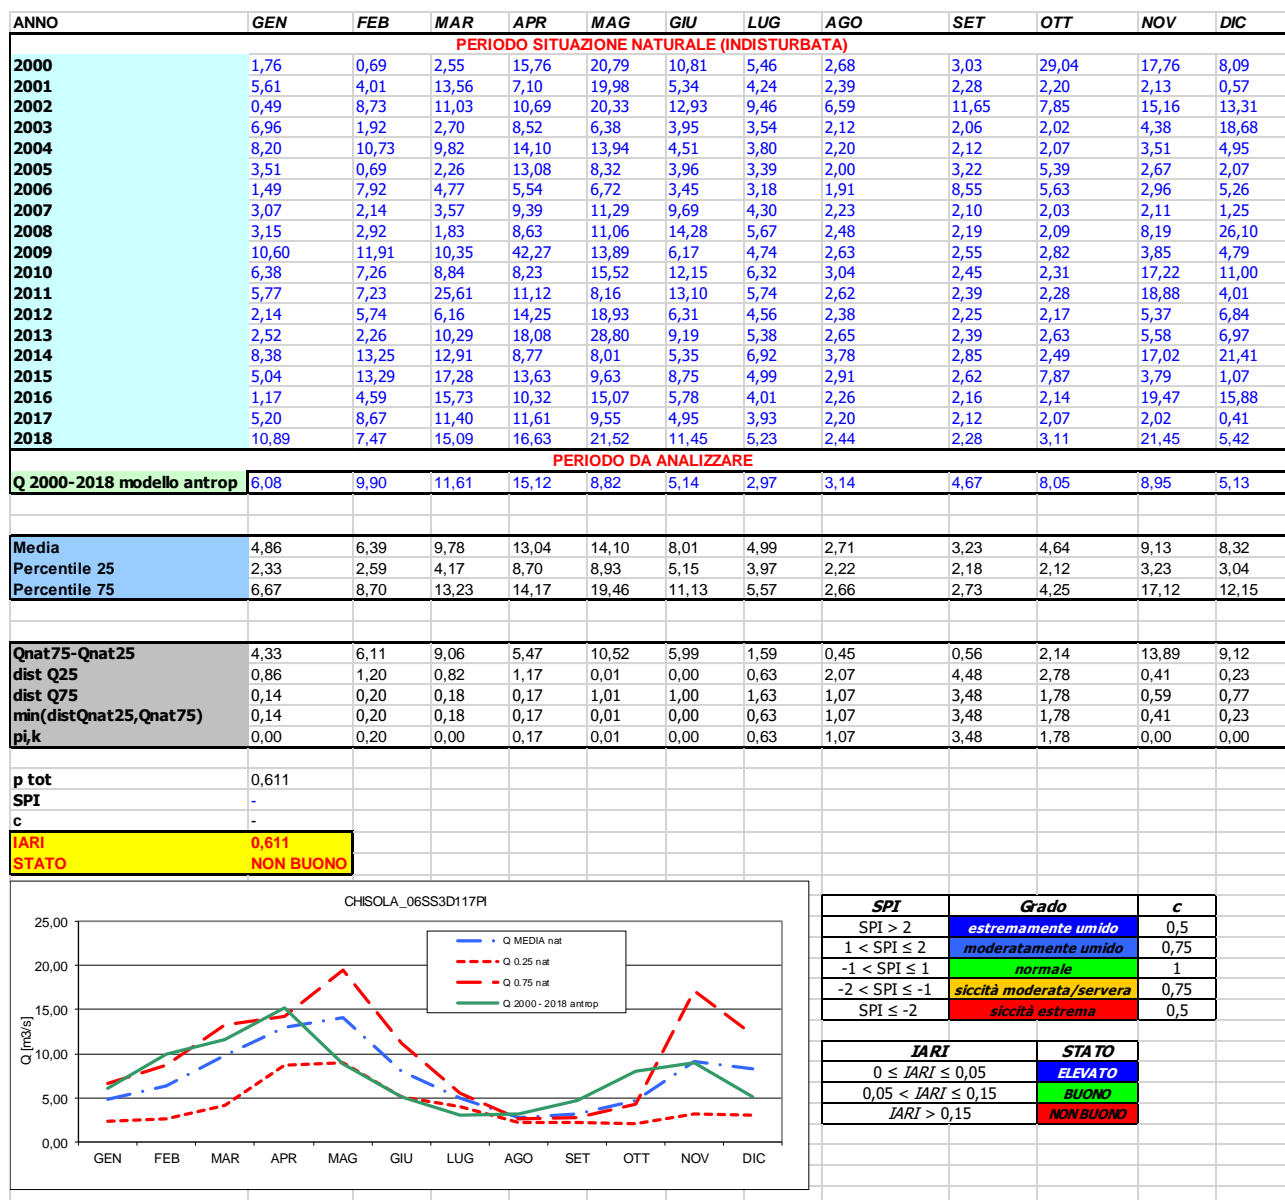 ANNO GEN FEB MAR APR MAG GIU LUG AGO SET OTT NOV DIC
PERIODO SITUAZIONE NATURALE (INDISTURBATA)
2000 1,76 0,69 2,55 15,76 20,79 10,81 5,46 2,68 3,03 29,04 17,76 8,09
2001 5,61 4,01 13,56 7,10 19,98 5,34 4,24 2,39 2,28 2,20 2,13 0,57
2002 0,49 8,73 11,03 10,69 20,33 12,93 9,46 6,59 11,65 7,85 15,16 13,31
2003 6,96 1,92 2,70 8,52 6,38 3,95 3,54 2,12 2,06 2,02 4,38 18,68
2004 8,20 10,73 9,82 14,10 13,94 4,51 3,80 2,20 2,12 2,07 3,51 4,95
2005 3,51 0,69 2,26 13,08 8,32 3,96 3,39 2,00 3,22 5,39 2,67 2,07
2006 1,49 7,92 4,77 5,54 6,72 3,45 3,18 1,91 8,55 5,63 2,96 5,26
2007 3,07 2,14 3,57 9,39 11,29 9,69 4,30 2,23 2,10 2,03 2,11 1,25
2008 3,15 2,92 1,83 8,63 11,06 14,28 5,67 2,48 2,19 2,09 8,19 26,10
2009 10,60 11,91 10,35 42,27 13,89 6,17 4,74 2,63 2,55 2,82 3,85 4,79
2010 6,38 7,26 8,84 8,23 15,52 12,15 6,32 3,04 2,45 2,31 17,22 11,00
2011 5,77 7,23 25,61 11,12 8,16 13,10 5,74 2,62 2,39 2,28 18,88 4,01
2012 2,14 5,74 6,16 14,25 18,93 6,31 4,56 2,38 2,25 2,17 5,37 6,84
2013 2,52 2,26 10,29 18,08 28,80 9,19 5,38 2,65 2,39 2,63 5,58 6,97
2014 8,38 13,25 12,91 8,77 8,01 5,35 6,92 3,78 2,85 2,49 17,02 21,41
2015 5,04 13,29 17,28 13,63 9,63 8,75 4,99 2,91 2,62 7,87 3,79 1,07
2016 1,17 4,59 15,73 10,32 15,07 5,78 4,01 2,26 2,16 2,14 19,47 15,88
2017 5,20 8,67 11,40 11,61 9,55 4,95 3,93 2,20 2,12 2,07 2,02 0,41
2018 10,89 7,47 15,09 16,63 21,52 11,45 5,23 2,44 2,28 3,11 21,45 5,42
PERIODO DA ANALIZZARE
Q 2000-2018 modello antrop 6,08 9,90 11,61 15,12 8,82 5,14 2,97 3,14 4,67 8,05 8,95 5,13
Media 4,86 6,39 9,78 13,04 14,10 8,01 4,99 2,71 3,23 4,64 9,13 8,32
Percentile 25 2,33 2,59 4,17 8,70 8,93 5,15 3,97 2,22 2,18 2,12 3,23 3,04
Percentile 75 6,67 8,70 13,23 14,17 19,46 11,13 5,57 2,66 2,73 4,25 17,12 12,15
Qnat75-Qnat25 4,33 6,11 9,06 5,47 10,52 5,99 1,59 0,45 0,56 2,14 13,89 9,12
dist Q25 0,86 1,20 0,82 1,17 0,01 0,00 0,63 2,07 4,48 2,78 0,41 0,23
dist Q75 0,14 0,20 0,18 0,17 1,01 1,00 1,63 1,07 3,48 1,78 0,59 0,77
min(distQnat25,Qnat75) 0,14 0,20 0,18 0,17 0,01 0,00 0,63 1,07 3,48 1,78 0,41 0,23
pi,k 0,00 0,20 0,00 0,17 0,01 0,00 0,63 1,07 3,48 1,78 0,00 0,00
p tot 0,611
SPI -
c -
IARI 0,611
STATO NON BUONO
CHISOLA_06SS3D117PI
Q [m3/s]
25,00
20,00
15,00
10,00
5,00
0,00
Q MEDIA nat
Q 0.25 nat
Q 0.75 nat
Q 2000 - 2018 antrop
GEN FEB MAR APR MAG GIU LUG AGO SET OTT NOV DIC
SPI Grado c
SPI > 2 estremamente umido 0,5
1 < SPI ≤ 2 moderatamente umido 0,75
-1 < SPI ≤ 1 normale 1
-2 < SPI ≤ -1 siccità moderata/servera 0,75
SPI ≤ -2 siccità estrema 0,5
IARI STATO
0 ≤ IARI ≤ 0,05 ELEVATO
0,05 < IARI ≤ 0,15 BUONO
IARI > 0,15 NON BUONO